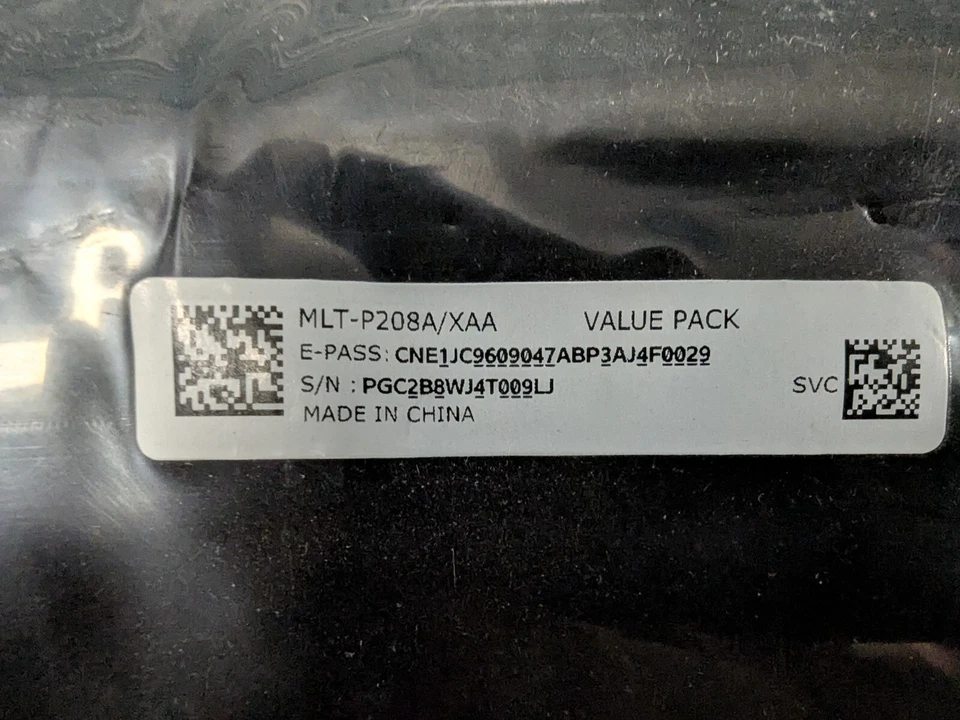 MLT-P208A/XAA VALUE PACK
E-PASS: CNE1JC9609047ABP3AJ4F0029
S/N : PGC2B8WJ4T009LJ
SVC
MADE IN CHINA